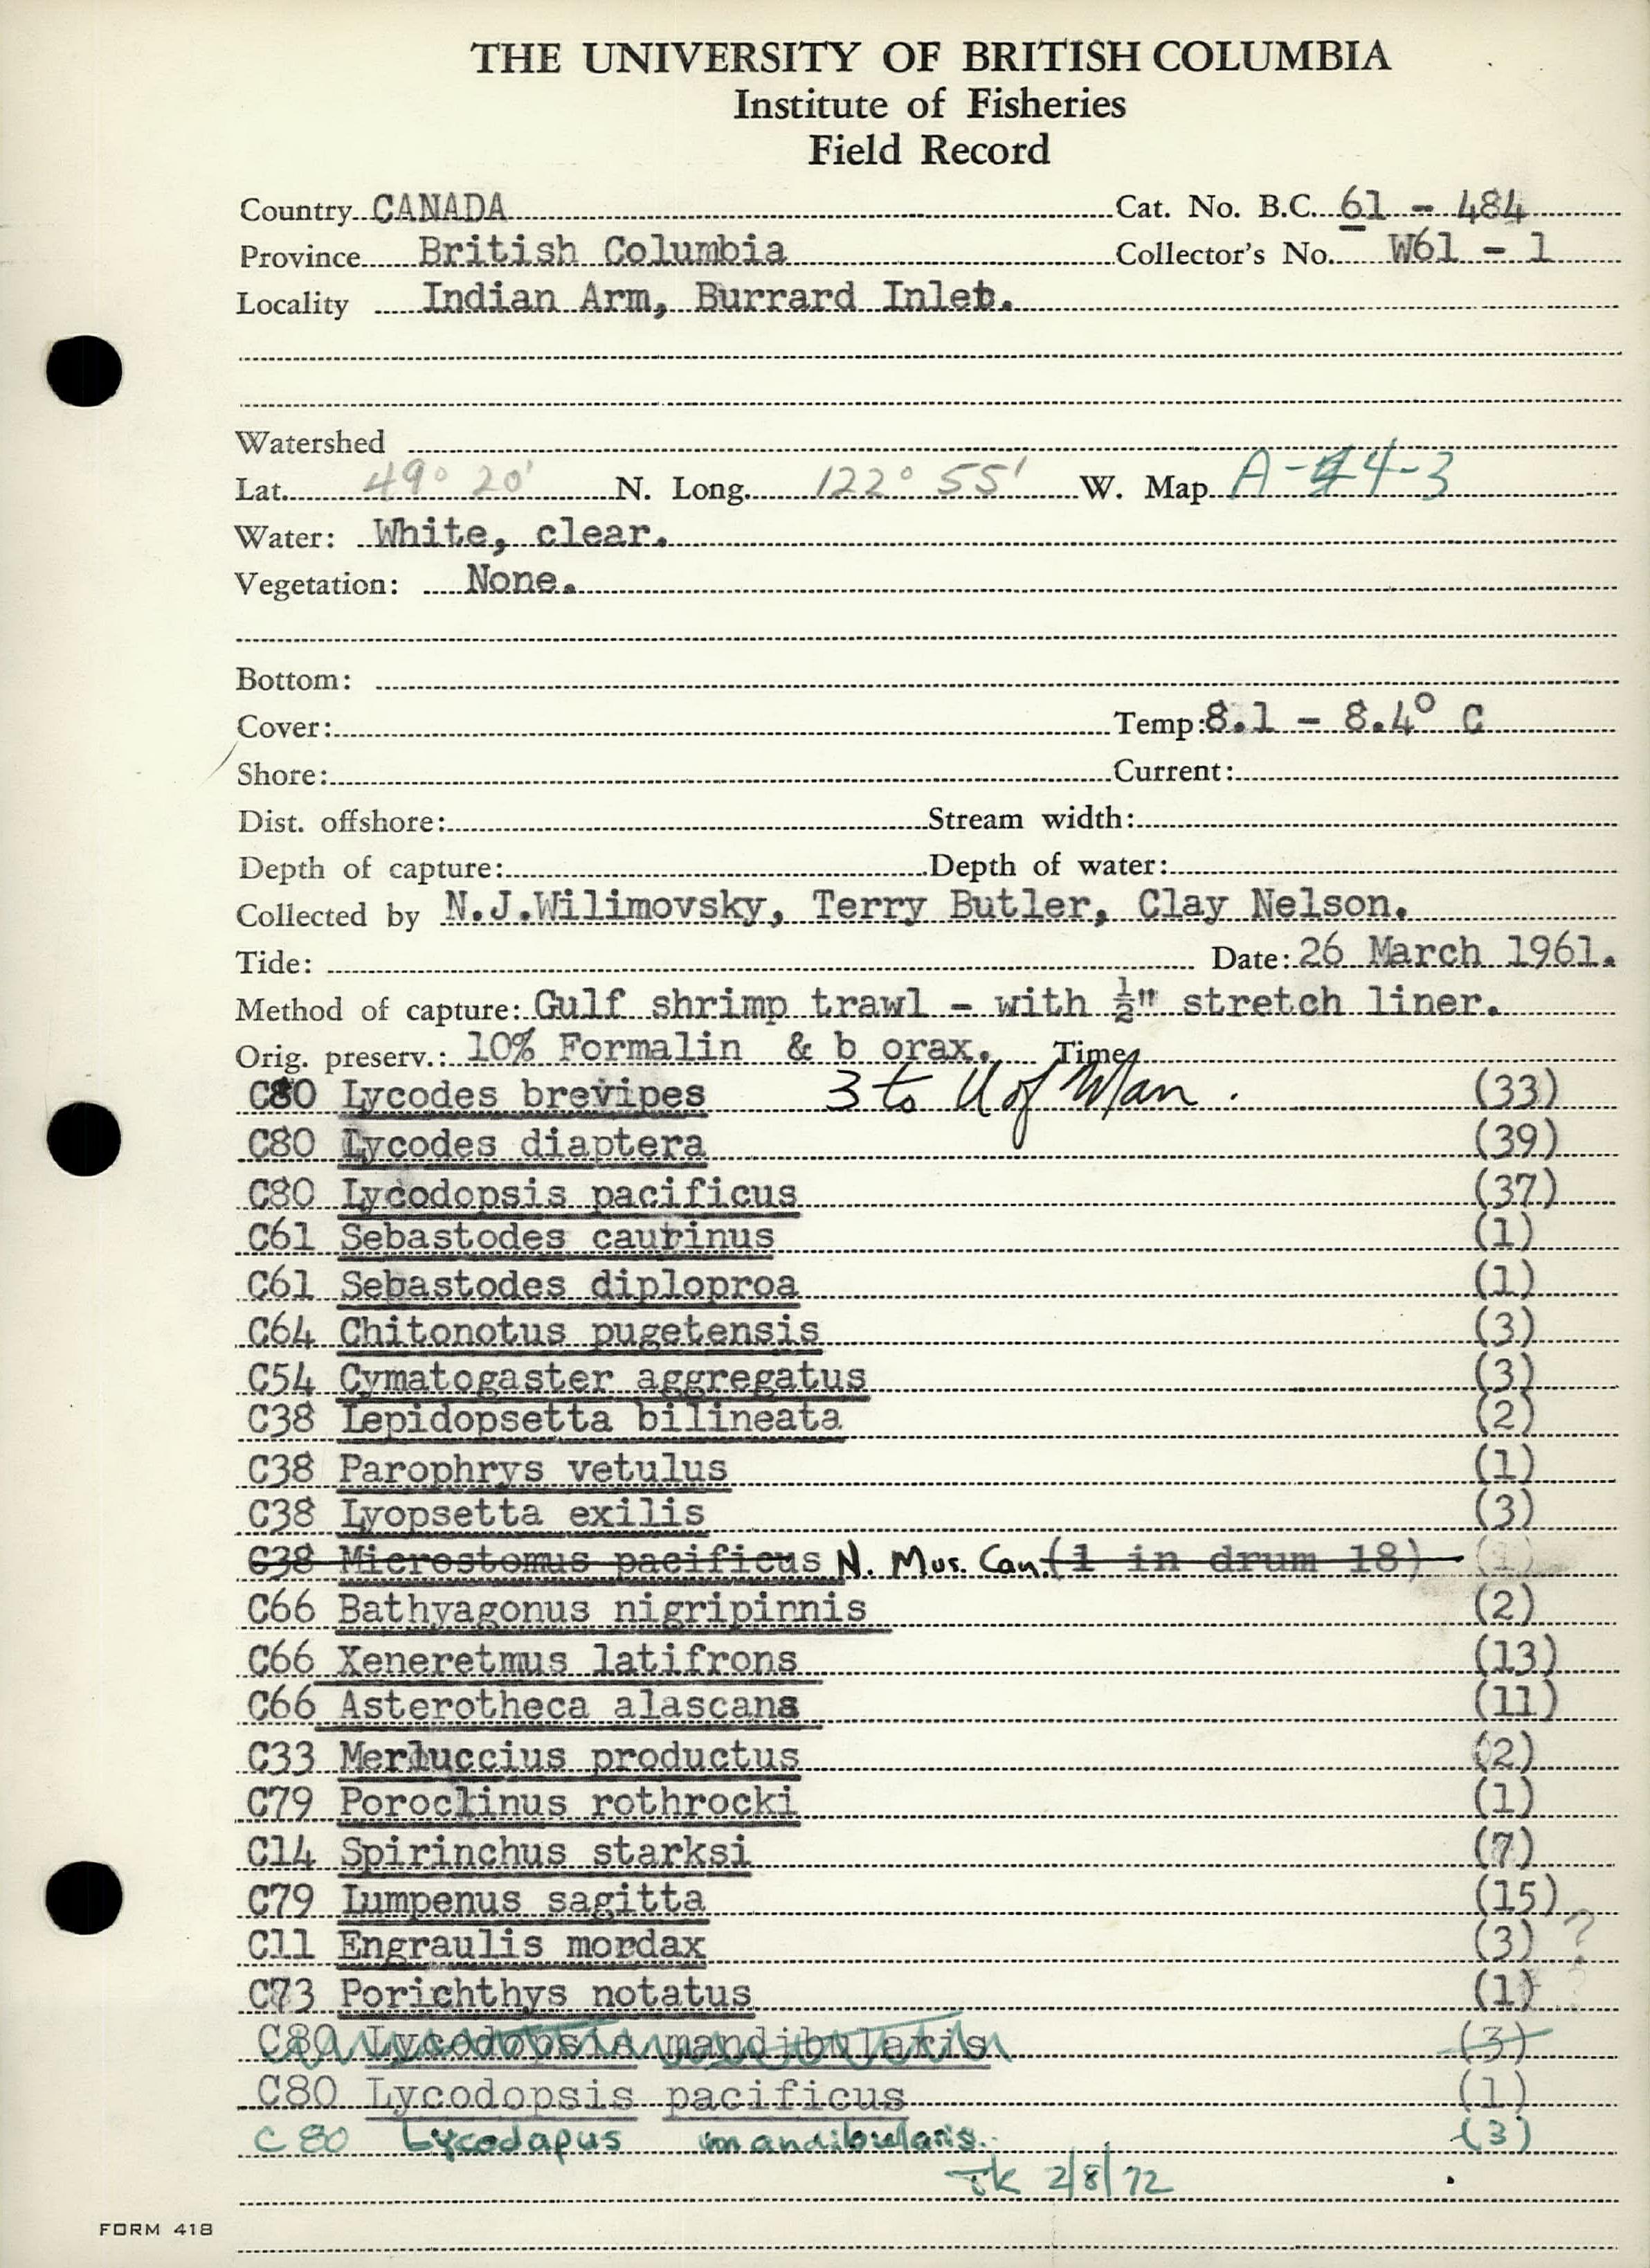 THE UNIVERSITY OF BRITISH COLUMBIA
Institute of Fisheries
Field Record
Country CANADA Cat. No. B.C. 61 - 484
Province British Columbia Collector's No. W61 - 1
Locality Indian Arm, Burrard Inlet.
Watershed
Lat. 49° 20' N. Long. 122° 55' W. Map A-44-3
Water: White, clear.
Vegetation: None.
Bottom:
Cover: Temp: 8.1 - 8.4° C
Shore: Current:
Dist. offshore: Stream width:
Depth of capture: Depth of water:
Collected by N.J.Wilimovsky, Terry Butler, Clay Nelson.
Tide: Date: 26 March 1961.
Method of capture: Gulf shrimp trawl - with ½" stretch liner.
Orig. preserv.: 10% Formalin & b orax. Time
C80 Lycodes brevipes 3 to U of Man. (33)
C80 Lycodes diaptera (39)
C80 Lycodopsis pacificus (37)
C61 Sebastodes caurinus (1)
C61 Sebastodes diploproa (1)
C64 Chitonotus pugetensis (3)
C54 Cymatogaster aggregatus (3)
C38 Lepidopsetta bilineata (2)
C38 Parophrys vetulus (1)
C38 Lyopsetta exilis (3)
C38 Microstomus pacificus N. Mus. Can. (1 in drum 18) (1)
C66 Bathyagonus nigripinnis (2)
C66 Xeneretmus latifrons (13)
C66 Asterotheca alascana (11)
C33 Merluccius productus (2)
C79 Poroclinus rothrocki (1)
C14 Spirinchus starksi (7)
C79 Lumpenus sagitta (15)
C11 Engraulis mordax (3) ?
C73 Porichthys notatus (1)
C80 Lycodopsis mandibularis (3)
C80 Lycodopsis pacificus (1)
C80 Lycodapus mandibularis. (3)
TK 2/8/72
FORM 418